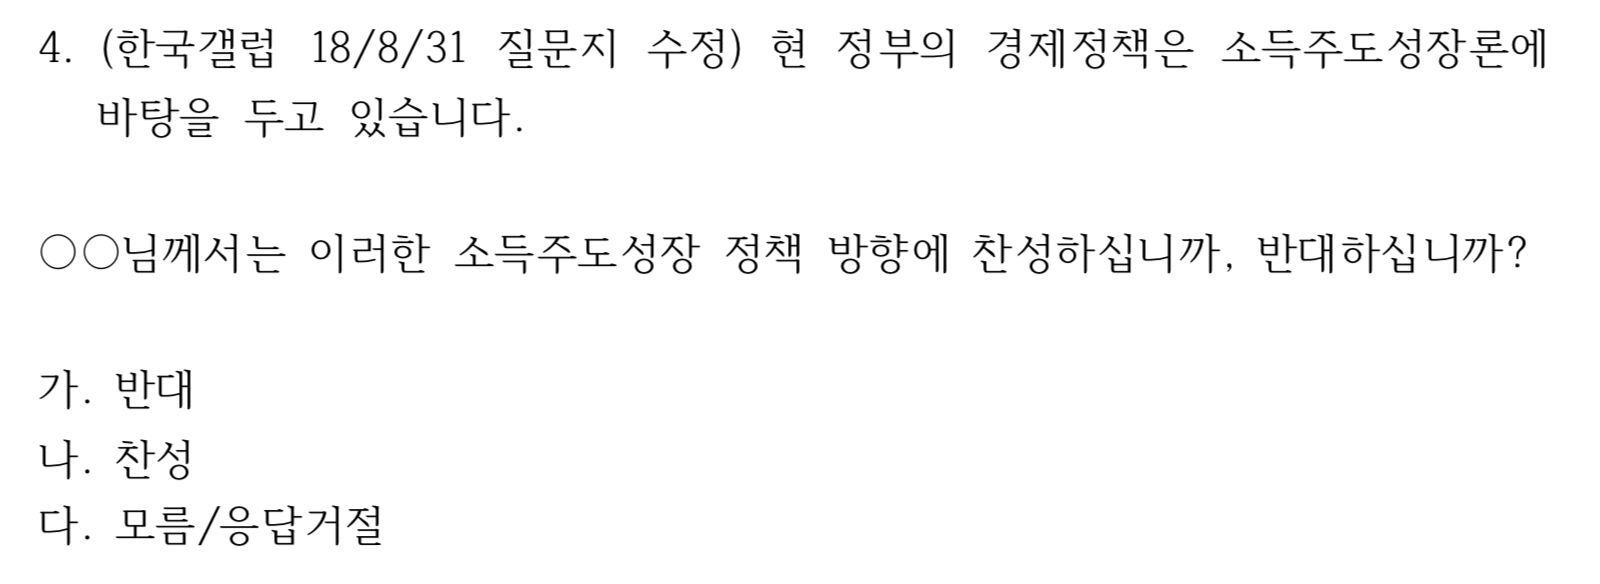 4. (한국갤럽 18/8/31 질문지 수정) 현 정부의 경제정책은 소득주도성장론에
바탕을 두고 있습니다.
○○님께서는 이러한 소득주도성장 정책 방향에 찬성하십니까, 반대하십니까?
가. 반대
나. 찬성
다. 모름/응답거절